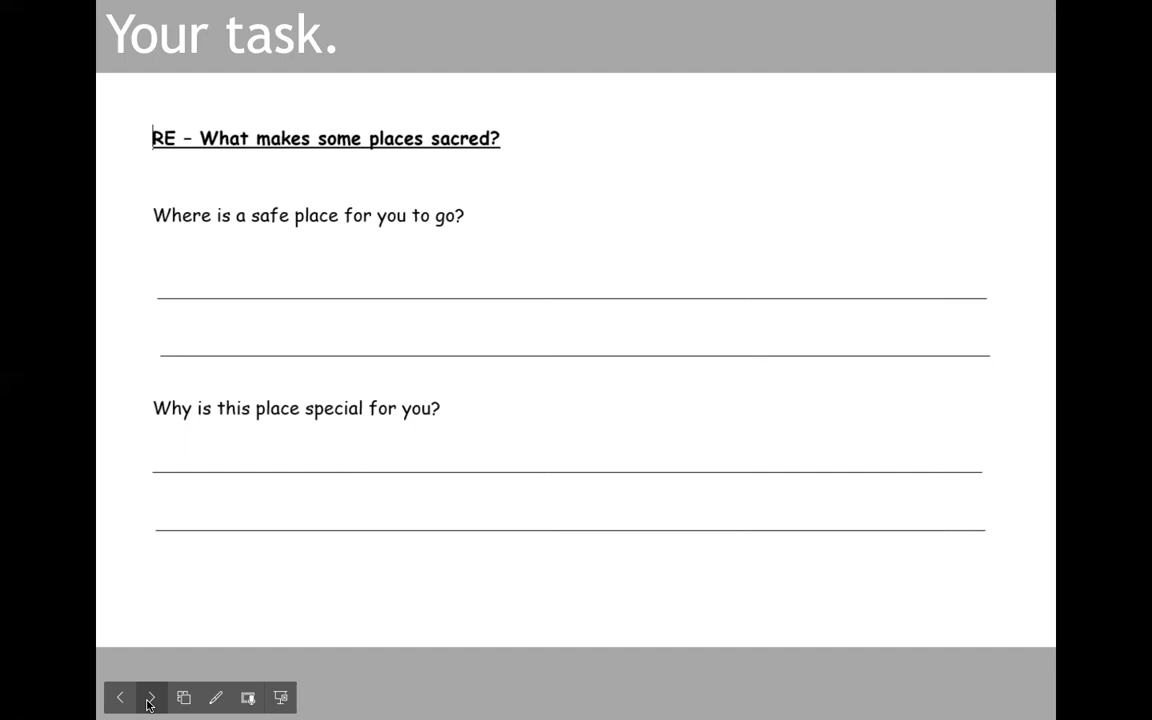 Your task.
RE - What makes some places sacred?
Where is a safe place for you to go?
Why is this place special for you?